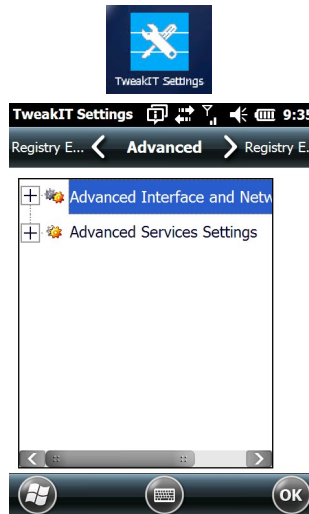 TweakIT Settings
TweakIT Settings 9:35
Registry E... Advanced Registry E.
Advanced Interface and Netw
Advanced Services Settings
OK